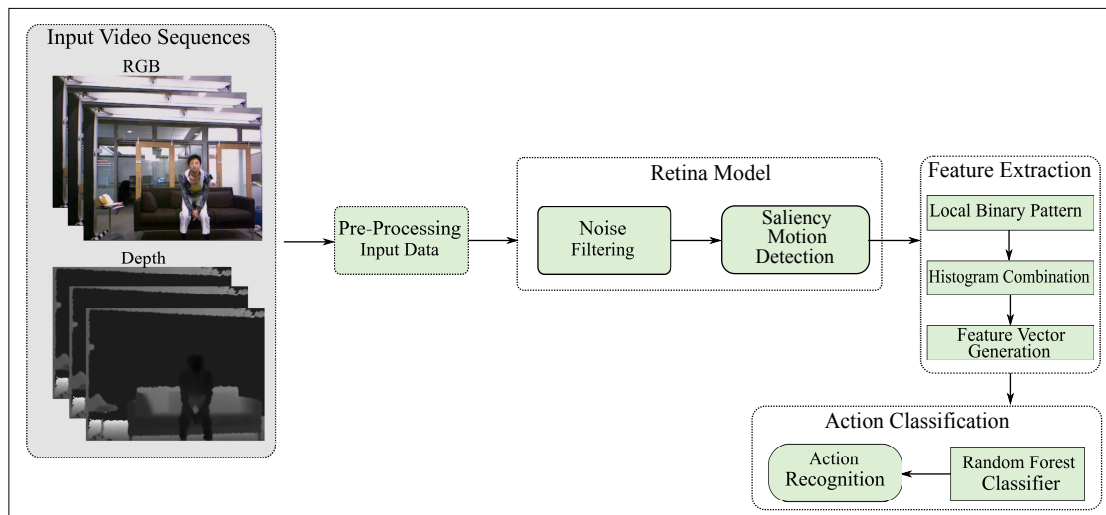 Input Video Sequences
RGB
Depth
Pre-Processing
Input Data
Retina Model
Noise
Filtering
Saliency
Motion
Detection
Feature Extraction
Local Binary Pattern
Histogram Combination
Feature Vector
Generation
Action Classification
Action
Recognition
Random Forest
Classifier